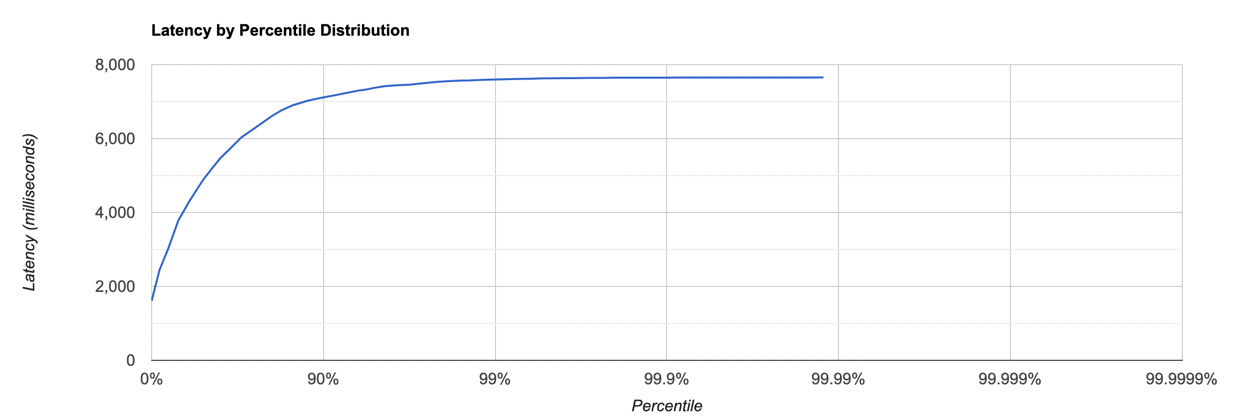 Latency by Percentile Distribution
8,000
6,000
4,000
2,000
0
Latency (milliseconds)
0% 90% 99% 99.9% 99.99% 99.999% 99.9999%
Percentile